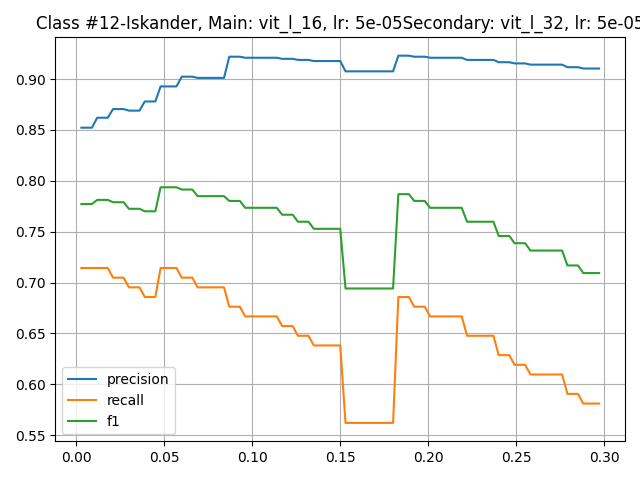 Class #12-Iskander, Main: vit_l_16, lr: 5e-05Secondary: vit_l_32, lr: 5e-05
0.90
0.85
0.80
0.75
0.70
0.65
0.60
0.55
precision
recall
f1
0.00 0.05 0.10 0.15 0.20 0.25 0.30